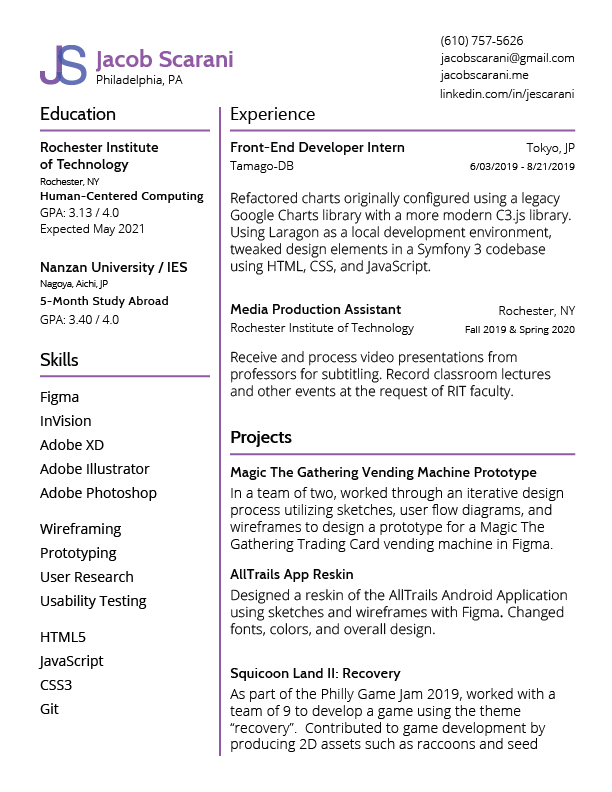 JS
Jacob Scarani
Philadelphia, PA
(610) 757-5626
jacobscarani@gmail.com
jacobscarani.me
linkedin.com/in/jescarani
Education
Rochester Institute
of Technology
Rochester, NY
Human-Centered Computing
GPA: 3.13 / 4.0
Expected May 2021
Nanzan University / IES
Nagoya, Aichi, JP
5-Month Study Abroad
GPA: 3.40 / 4.0
Skills
Figma
InVision
Adobe XD
Adobe Illustrator
Adobe Photoshop
Wireframing
Prototyping
User Research
Usability Testing
HTML5
JavaScript
CSS3
Git
Experience
Front-End Developer Intern Tokyo, JP
Tamago-DB 6/03/2019 - 8/21/2019
Refactored charts originally configured using a legacy
Google Charts library with a more modern C3.js library.
Using Laragon as a local development environment,
tweaked design elements in a Symfony 3 codebase
using HTML, CSS, and JavaScript.
Media Production Assistant Rochester, NY
Rochester Institute of Technology Fall 2019 & Spring 2020
Receive and process video presentations from
professors for subtitling. Record classroom lectures
and other events at the request of RIT faculty.
Projects
Magic The Gathering Vending Machine Prototype
In a team of two, worked through an iterative design
process utilizing sketches, user flow diagrams, and
wireframes to design a prototype for a Magic The
Gathering Trading Card vending machine in Figma.
AllTrails App Reskin
Designed a reskin of the AllTrails Android Application
using sketches and wireframes with Figma. Changed
fonts, colors, and overall design.
Squicoon Land II: Recovery
As part of the Philly Game Jam 2019, worked with a
team of 9 to develop a game using the theme
“recovery”. Contributed to game development by
producing 2D assets such as raccoons and seed